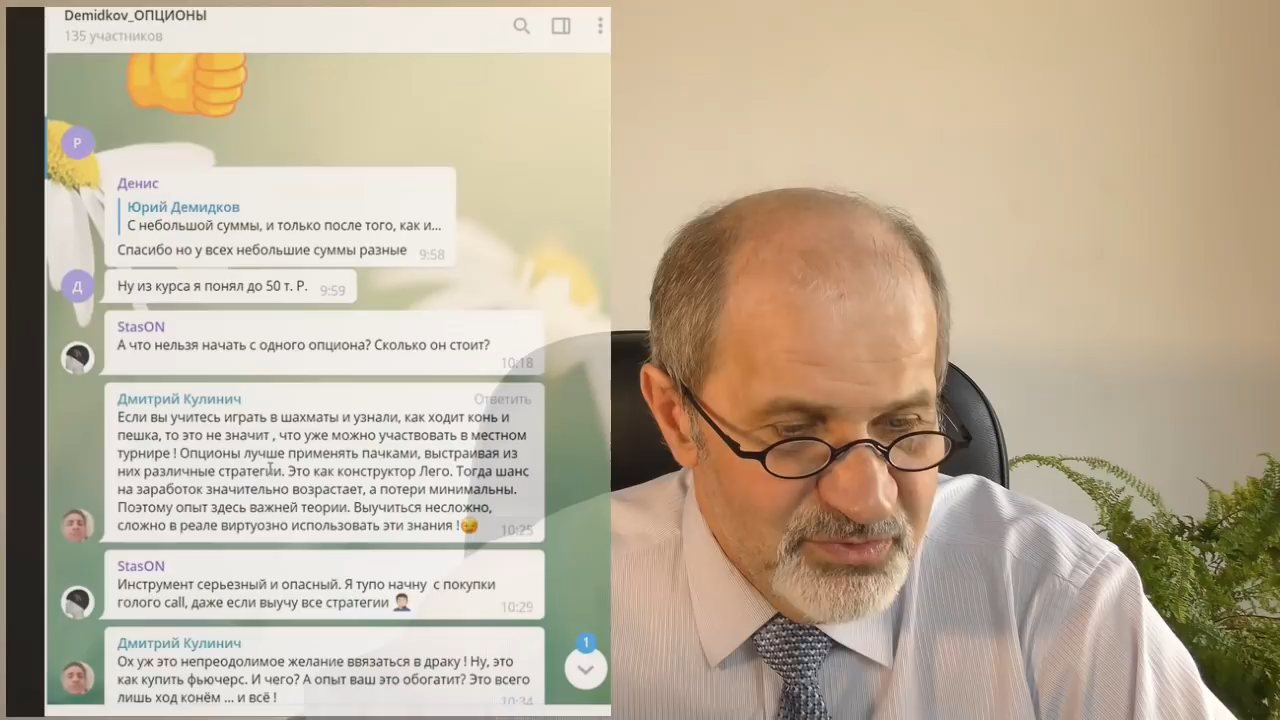 Demidkov_ОПЦИОНЫ
135 участников
Р
Денис
Юрий Демидков
С небольшой суммы, и только после того, как и...
Спасибо но у всех небольшие суммы разные 9:58
Д
Ну из курса я понял до 50 т. Р. 9:59
StasON
А что нельзя начать с одного опциона? Сколько он стоит?
10:18
Дмитрий Кулинич Ответить
Если вы учитесь играть в шахматы и узнали, как ходит конь и
пешка, то это не значит , что уже можно участвовать в местном
турнире ! Опционы лучше применять пачками, выстраивая из
них различные стратегии. Это как конструктор Лего. Тогда шанс
на заработок значительно возрастает, а потери минимальны.
Поэтому опыт здесь важней теории. Выучиться несложно,
сложно в реале виртуозно использовать эти знания !😉 10:25
StasON
Инструмент серьезный и опасный. Я тупо начну с покупки
голого call, даже если выучу все стратегии 🤦🏻‍♂️ 10:29
1
Дмитрий Кулинич
Ох уж это непреодолимое желание ввязаться в драку ! Ну, это
как купить фьючерс. И чего? А опыт ваш это обогатит? Это всего
лишь ход конём ... и всё ! 10:34